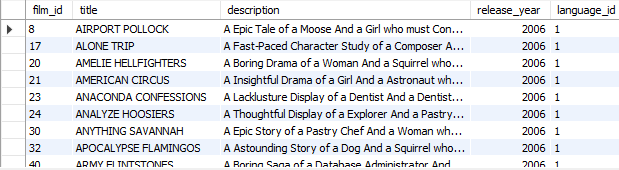 film_id title description release_year language_id
8 AIRPORT POLLOCK A Epic Tale of a Moose And a Girl who must Con... 2006 1
17 ALONE TRIP A Fast-Paced Character Study of a Composer A... 2006 1
20 AMELIE HELLFIGHTERS A Boring Drama of a Woman And a Squirrel who... 2006 1
21 AMERICAN CIRCUS A Insightful Drama of a Girl And a Astronaut wh... 2006 1
23 ANACONDA CONFESSIONS A Lacklusture Display of a Dentist And a Dentist... 2006 1
24 ANALYZE HOOSIERS A Thoughtful Display of a Explorer And a Pastry... 2006 1
30 ANYTHING SAVANNAH A Epic Story of a Pastry Chef And a Woman wh... 2006 1
32 APOCALYPSE FLAMINGOS A Astounding Story of a Dog And a Squirrel who... 2006 1
40 ARMY FLINTSTONES A Boring Saga of a Database Administrator And... 2006 1